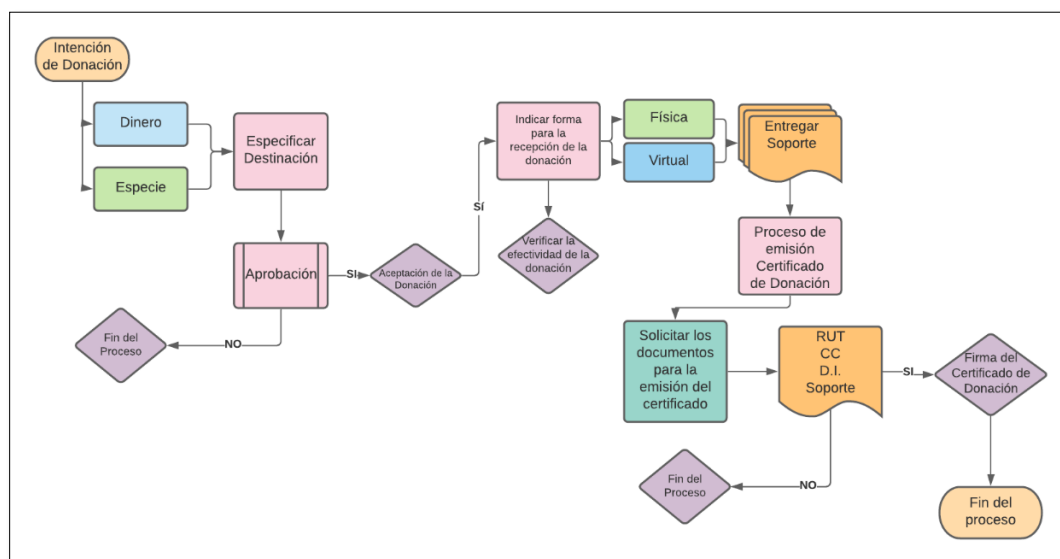 Intención
de Donación
Dinero
Especie
Especificar
Destinación
Aprobación
SI
NO
Fin del
Proceso
Aceptación de la
Donación
Sí
Indicar forma
para la
recepción de la
donación
Verificar la
efectividad de la
donación
Física
Virtual
Entregar
Soporte
Proceso de
emisión
Certificado
de Donación
Solicitar los
documentos
para la
emisión del
certificado
RUT
CC
D.I.
Soporte
SI
NO
Fin del
Proceso
Firma del
Certificado de
Donación
Fin del
proceso